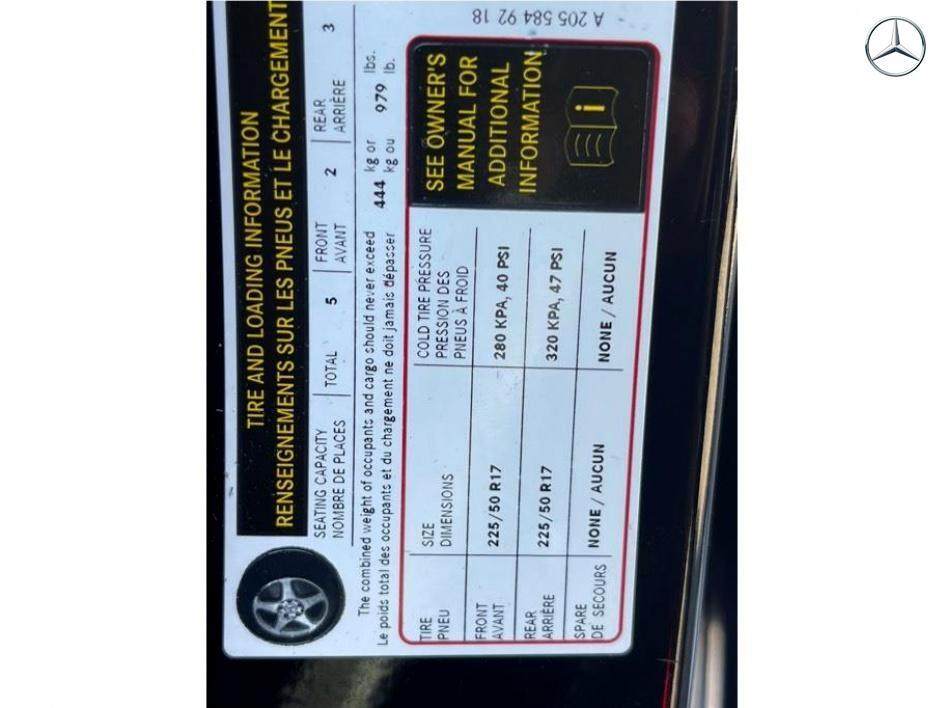 TIRE AND LOADING INFORMATION
RENSEIGNEMENTS SUR LES PNEUS ET LE CHARGEMENT
SEATING CAPACITY TOTAL 5 FRONT 2 REAR 3
NOMBRE DE PLACES AVANT ARRIÈRE
The combined weight of occupants and cargo should never exceed 444 kg or 979 lbs.
Le poids total des occupants et du chargement ne doit jamais dépasser kg ou lb.
TIRE SIZE COLD TIRE PRESSURE
PNEU DIMENSIONS PRESSION DES
PNEUS À FROID
FRONT 225/50 R17 280 KPA, 40 PSI
AVANT
REAR 225/50 R17 320 KPA, 47 PSI
ARRIÈRE
SPARE NONE / AUCUN NONE / AUCUN
DE SECOURS
SEE OWNER'S
MANUAL FOR
ADDITIONAL
INFORMATION
A 205 584 92 18